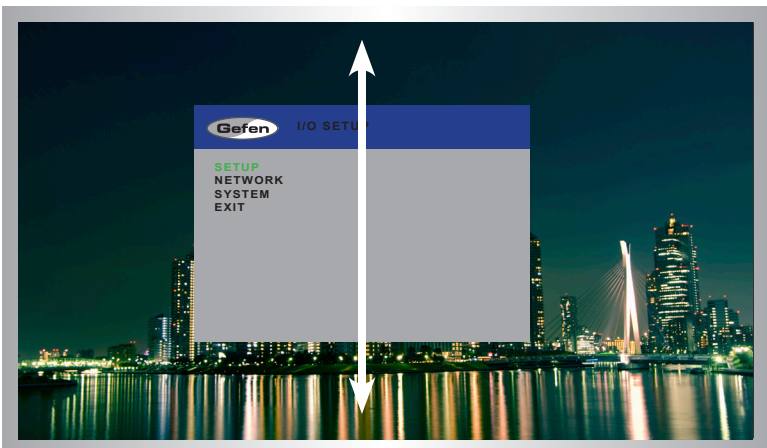 Gefen
I/O SETUP
SETUP
NETWORK
SYSTEM
EXIT